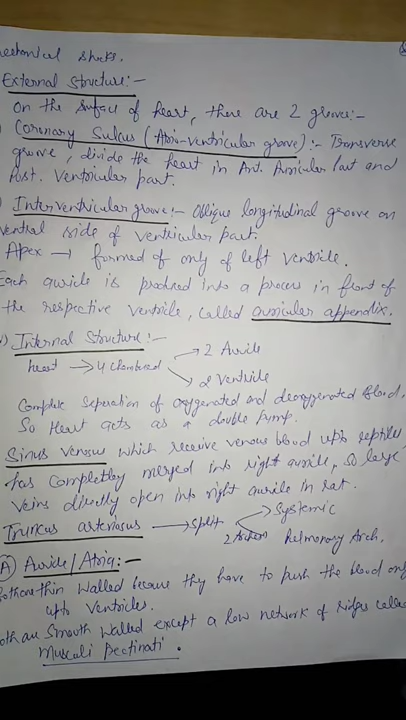 mechanical shocks.
External Structure:-
On the surface of heart, there are 2 grooves:-
Coronary Sulcus (Atrio-ventricular groove):- Transverse
groove, divide the heart in Ant. Auricular part and
Post. Ventricular part.
Interventricular groove:- Oblique longitudinal groove on
ventral side of ventricular part.
Apex → formed of only of left ventricle.
Each auricle is produced into a process in front of
the respective ventricle, called auricular appendix.
Internal Structure:-
heart → 4 chambered → 2 Auricle
→ 2 Ventricle
Complete Separation of oxygenated and deoxygenated Blood,
So Heart acts as a double Pump.
Sinus venosus which receive venous blood upto reptiles
has completley merged into right auricle, so large
veins directly open into right auricle in rat.
Truncus arteriosus → Split → Systemic
2 Arches Pulmonary Arch.
(A) Auricle/Atria:-
Both are thin walled because they have to push the blood only
upto ventricles.
Both are smooth walled except a low network of ridges called
Musculi Pectinati.